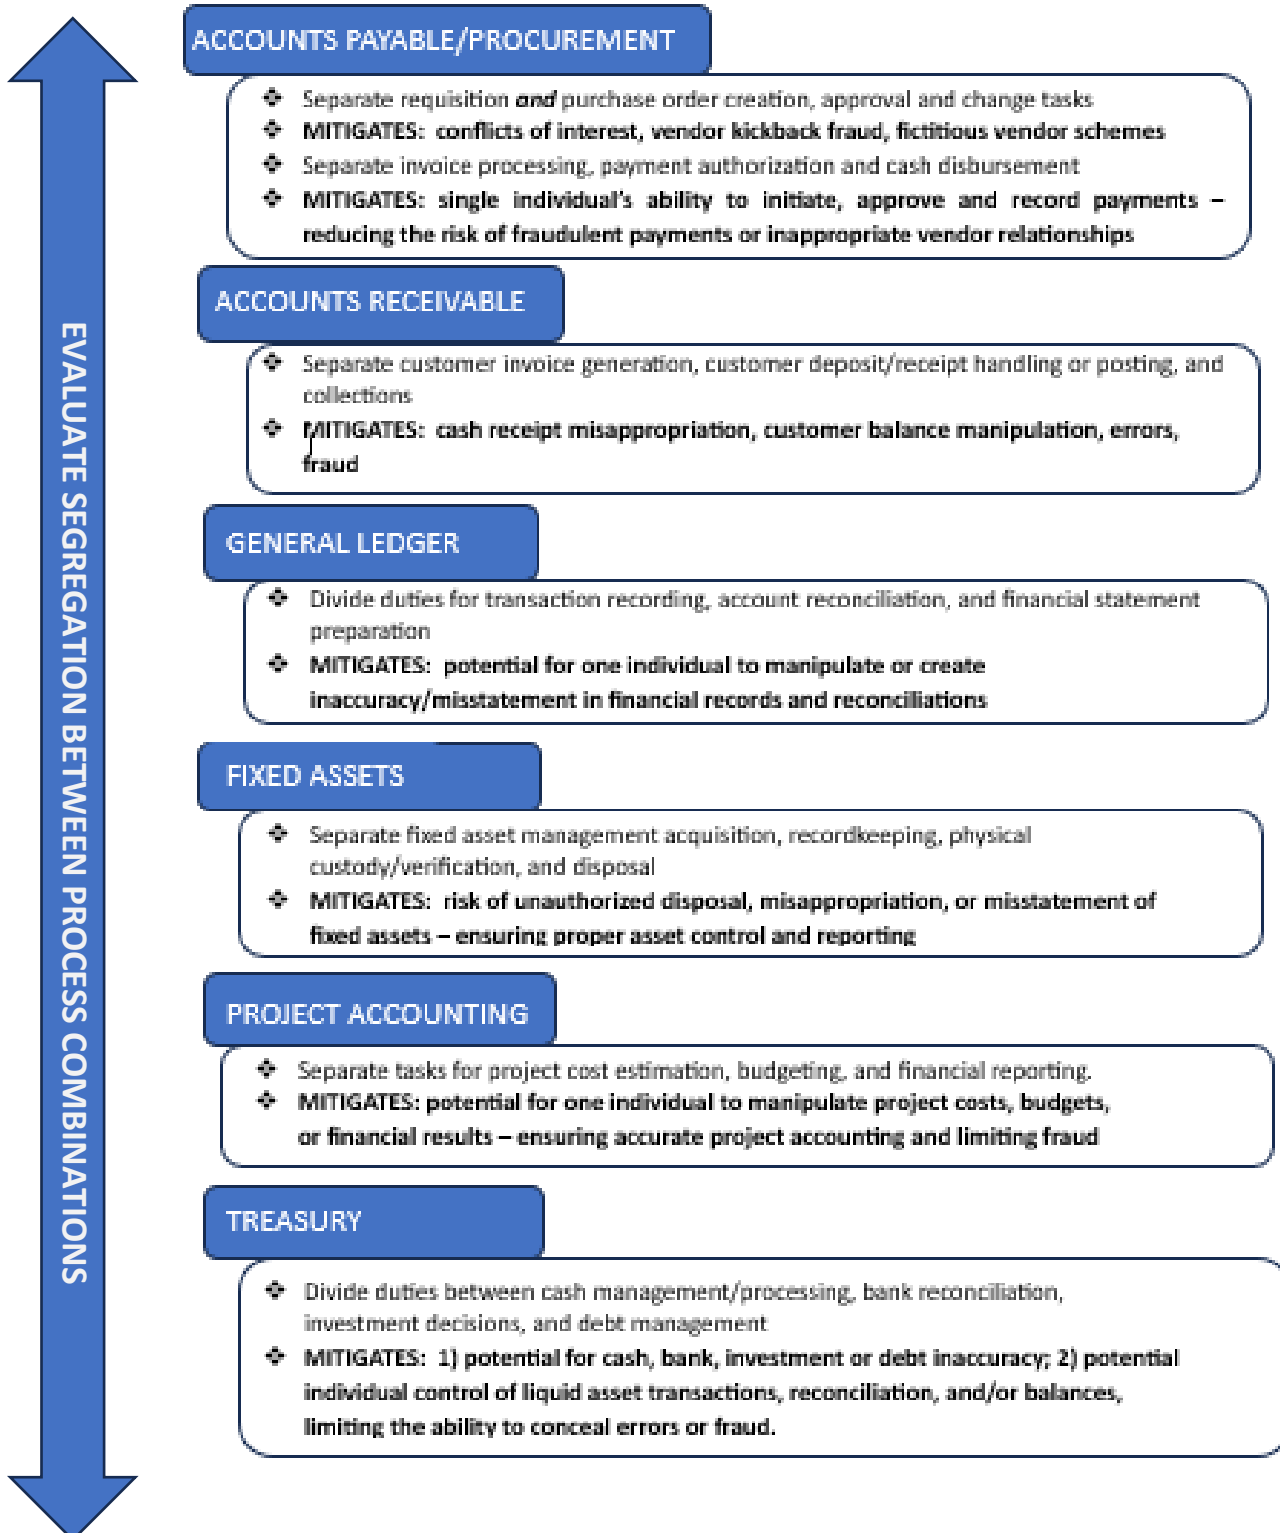 ACCOUNTS PAYABLE/PROCUREMENT
❖ Separate requisition and purchase order creation, approval and change tasks
❖ MITIGATES: conflicts of interest, vendor kickback fraud, fictitious vendor schemes
❖ Separate invoice processing, payment authorization and cash disbursement
❖ MITIGATES: single individual's ability to initiate, approve and record payments –
reducing the risk of fraudulent payments or inappropriate vendor relationships
ACCOUNTS RECEIVABLE
❖ Separate customer invoice generation, customer deposit/receipt handling or posting, and
collections
❖ MITIGATES: cash receipt misappropriation, customer balance manipulation, errors,
fraud
GENERAL LEDGER
❖ Divide duties for transaction recording, account reconciliation, and financial statement
preparation
❖ MITIGATES: potential for one individual to manipulate or create
inaccuracy/misstatement in financial records and reconciliations
FIXED ASSETS
❖ Separate fixed asset management acquisition, recordkeeping, physical
custody/verification, and disposal
❖ MITIGATES: risk of unauthorized disposal, misappropriation, or misstatement of
fixed assets – ensuring proper asset control and reporting
PROJECT ACCOUNTING
❖ Separate tasks for project cost estimation, budgeting, and financial reporting.
❖ MITIGATES: potential for one individual to manipulate project costs, budgets,
or financial results – ensuring accurate project accounting and limiting fraud
TREASURY
❖ Divide duties between cash management/processing, bank reconciliation,
investment decisions, and debt management
❖ MITIGATES: 1) potential for cash, bank, investment or debt inaccuracy; 2) potential
individual control of liquid asset transactions, reconciliation, and/or balances,
limiting the ability to conceal errors or fraud.
EVALUATE SEGREGATION BETWEEN PROCESS COMBINATIONS